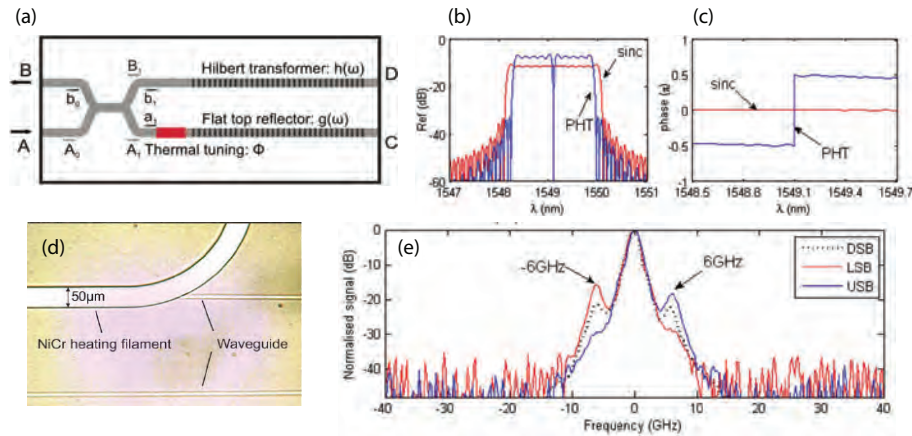 (a)
B
A
b₀
A₀
B₁
b₁
a₁
A₁
Hilbert transformer: h(ω)
Flat top reflector: g(ω)
Thermal tuning: Φ
D
C
(b)
Ref (dB)
0
-20
-40
-60
sinc
PHT
1547 1548 1549 1550 1551
λ (nm)
(c)
phase (π)
1
0.5
0
-0.5
-1
sinc
PHT
1548.5 1548.8 1549.1 1549.4 1549.7
λ (nm)
(d)
50μm
NiCr heating filament
Waveguide
(e)
Normalised signal (dB)
0
-10
-20
-30
-40
-6GHz
6GHz
DSB
LSB
USB
-40 -30 -20 -10 0 10 20 30 40
Frequency (GHz)